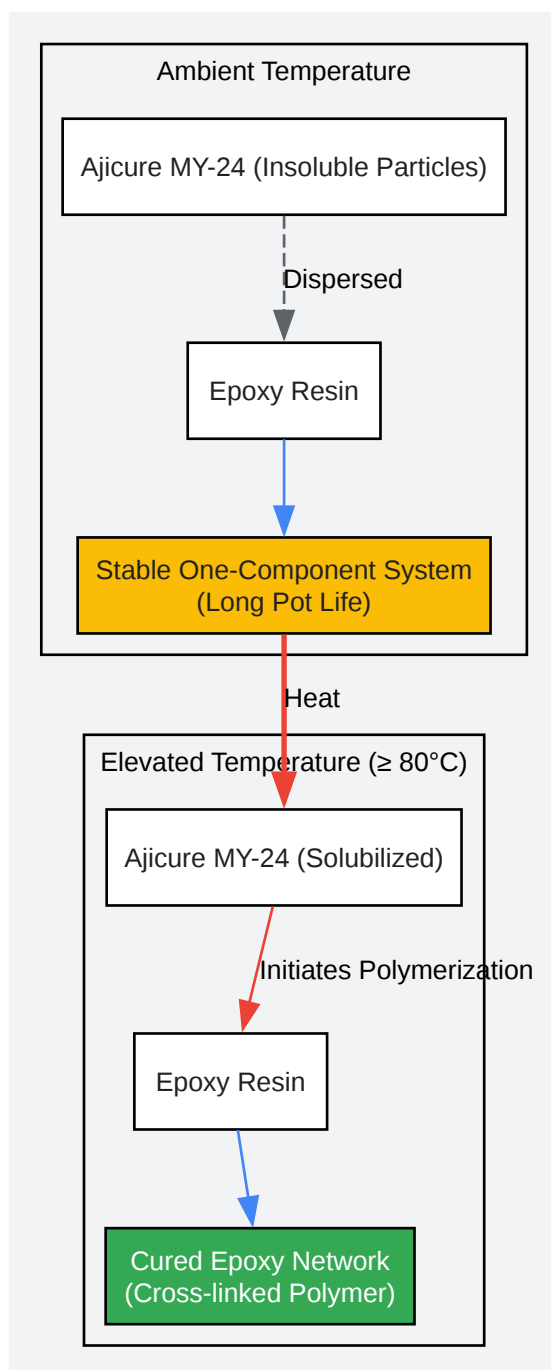 Ambient Temperature
Ajicure MY-24 (Insoluble Particles)
Dispersed
Epoxy Resin
Stable One-Component System
(Long Pot Life)
Heat
Elevated Temperature (≥ 80°C)
Ajicure MY-24 (Solubilized)
Initiates Polymerization
Epoxy Resin
Cured Epoxy Network
(Cross-linked Polymer)